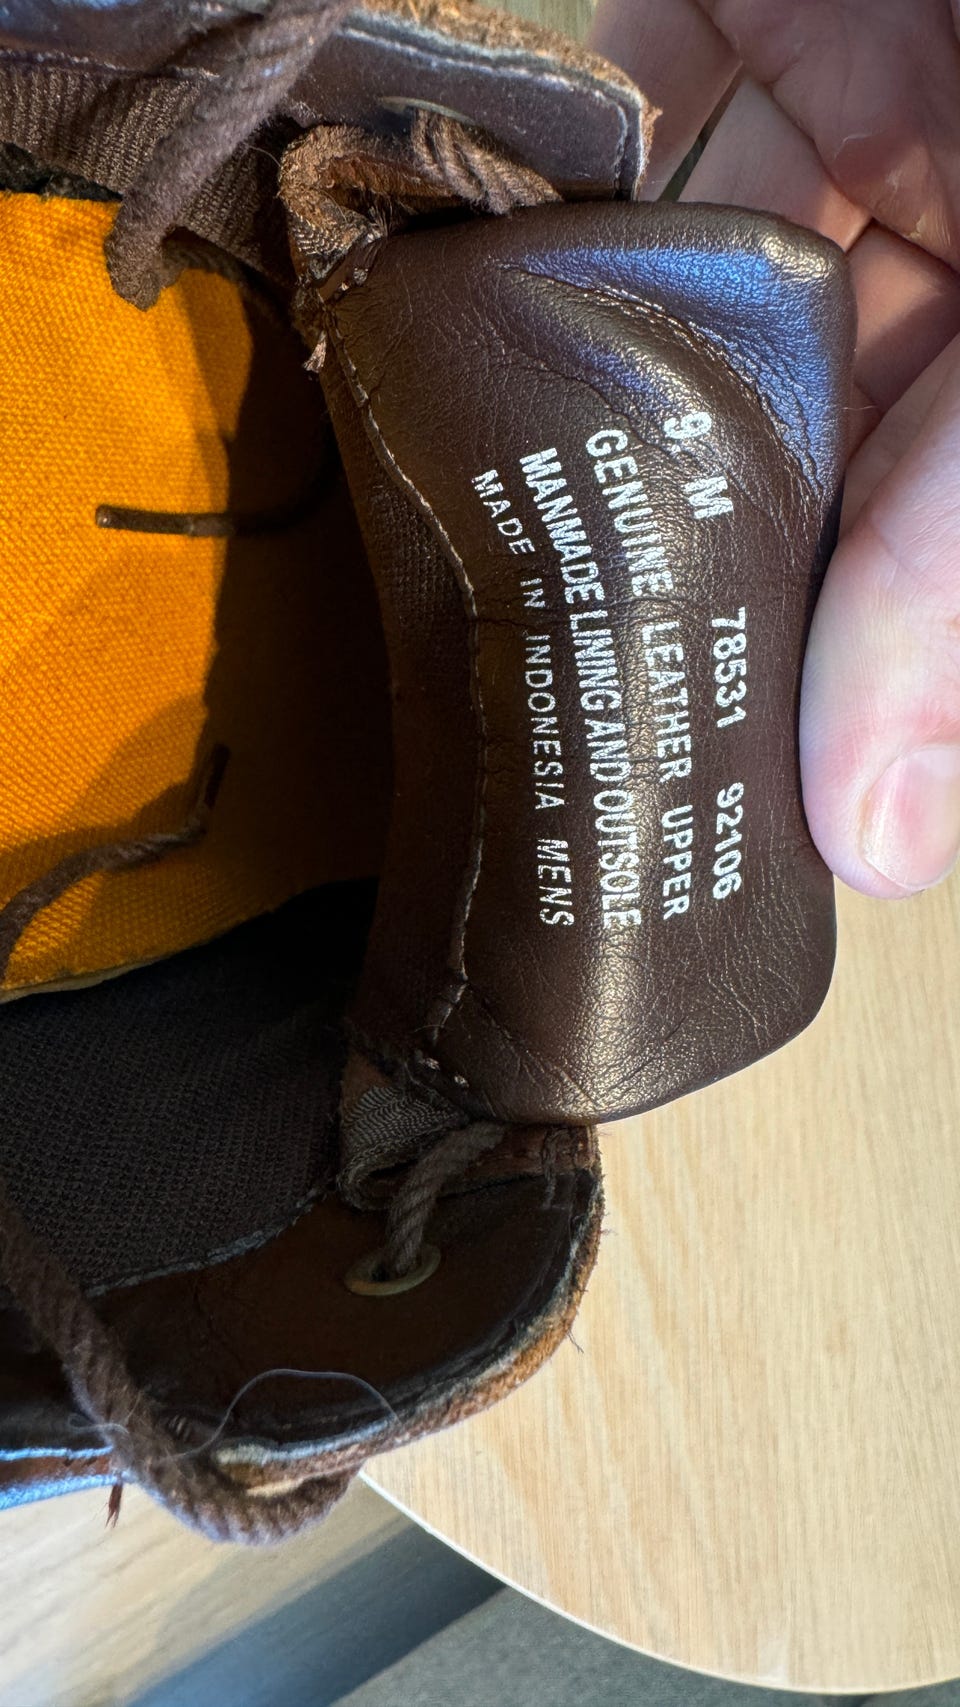 9 M 78531 92106
GENUINE LEATHER UPPER
MANMADE LINING AND OUTSOLE
MADE IN INDONESIA MENS